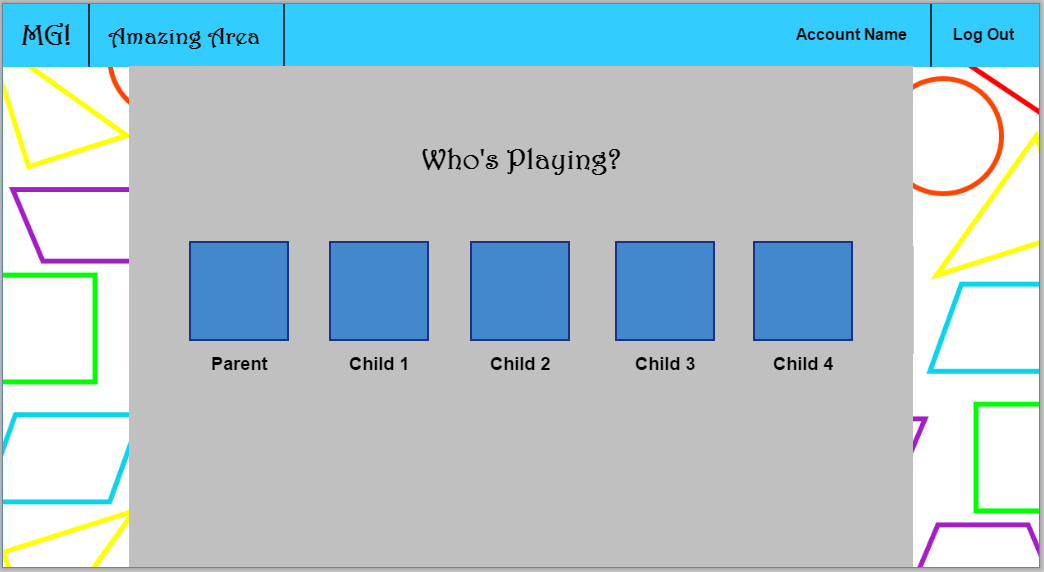 MG!
Amazing Area
Account Name
Log Out
Who's Playing?
Parent
Child 1
Child 2
Child 3
Child 4